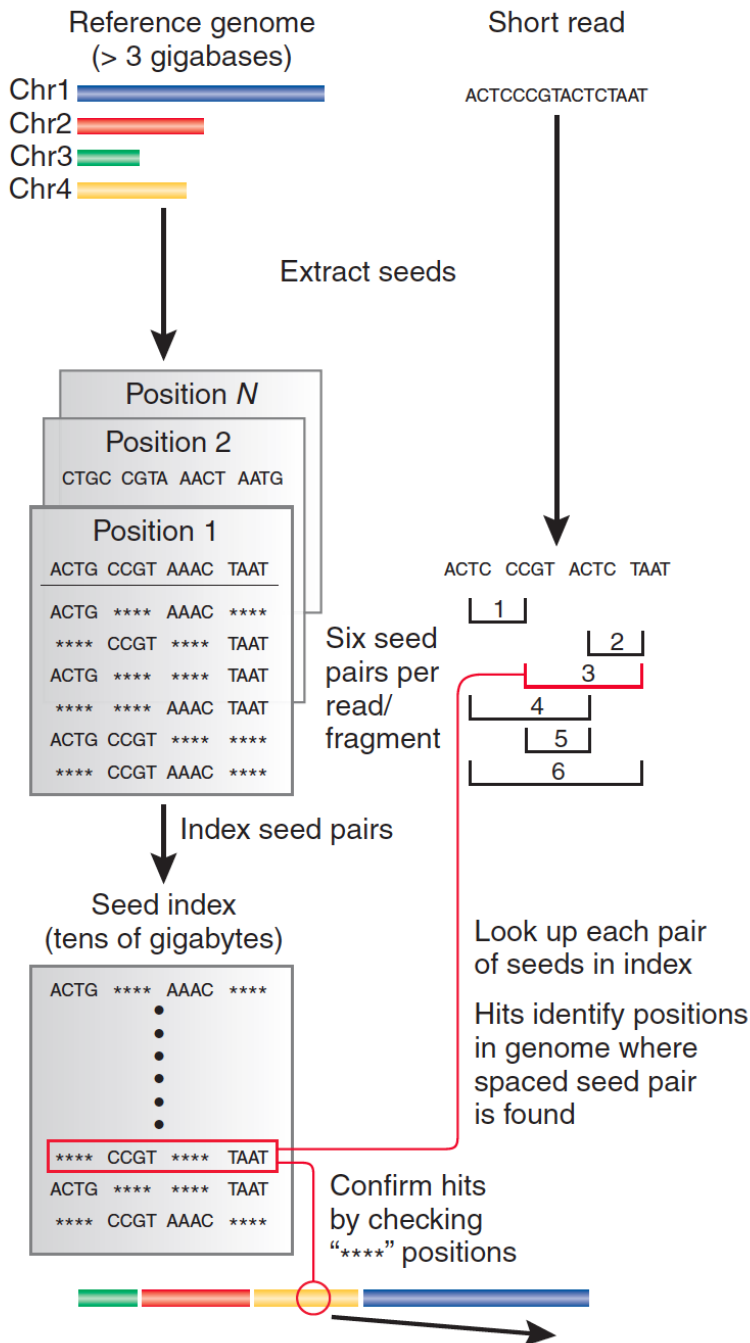 Reference genome
(> 3 gigabases)
Chr1
Chr2
Chr3
Chr4
Short read
ACTCCCGTACTCTAAT
Extract seeds
Position N
Position 2
CTGC CGTA AACT AATG
Position 1
ACTG CCGT AAAC TAAT
ACTG **** AAAC ****
**** CCGT **** TAAT
ACTG **** **** TAAT
**** **** AAAC TAAT
ACTG CCGT **** ****
**** CCGT AAAC ****
ACTC CCGT ACTC TAAT
1
2
3
4
5
6
Six seed
pairs per
read/
fragment
Index seed pairs
Seed index
(tens of gigabytes)
ACTG **** AAAC ****
**** CCGT **** TAAT
ACTG **** **** TAAT
**** CCGT AAAC ****
Look up each pair
of seeds in index
Hits identify positions
in genome where
spaced seed pair
is found
Confirm hits
by checking
“****” positions